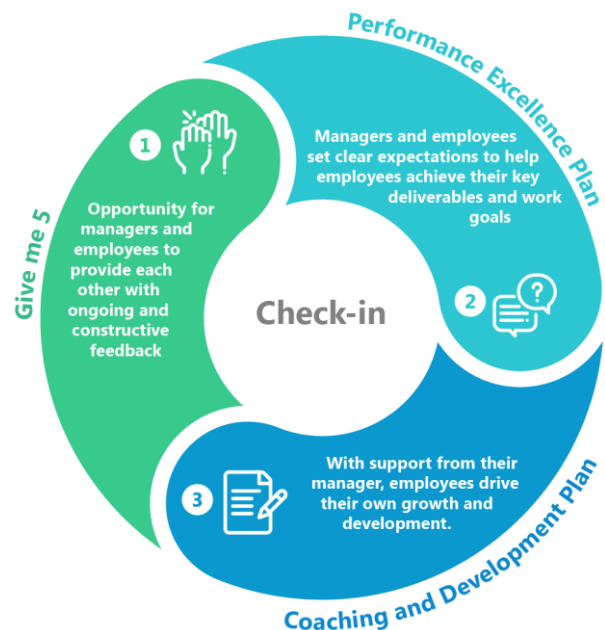 Give me 5
1
Opportunity for
managers and
employees to
provide each
other with
ongoing and
constructive
feedback
Performance Excellence Plan
Managers and employees
set clear expectations to help
employees achieve their key
deliverables and work
goals
2
?
Check-in
3
With support from their
manager, employees drive
their own growth and
development.
Coaching and Development Plan